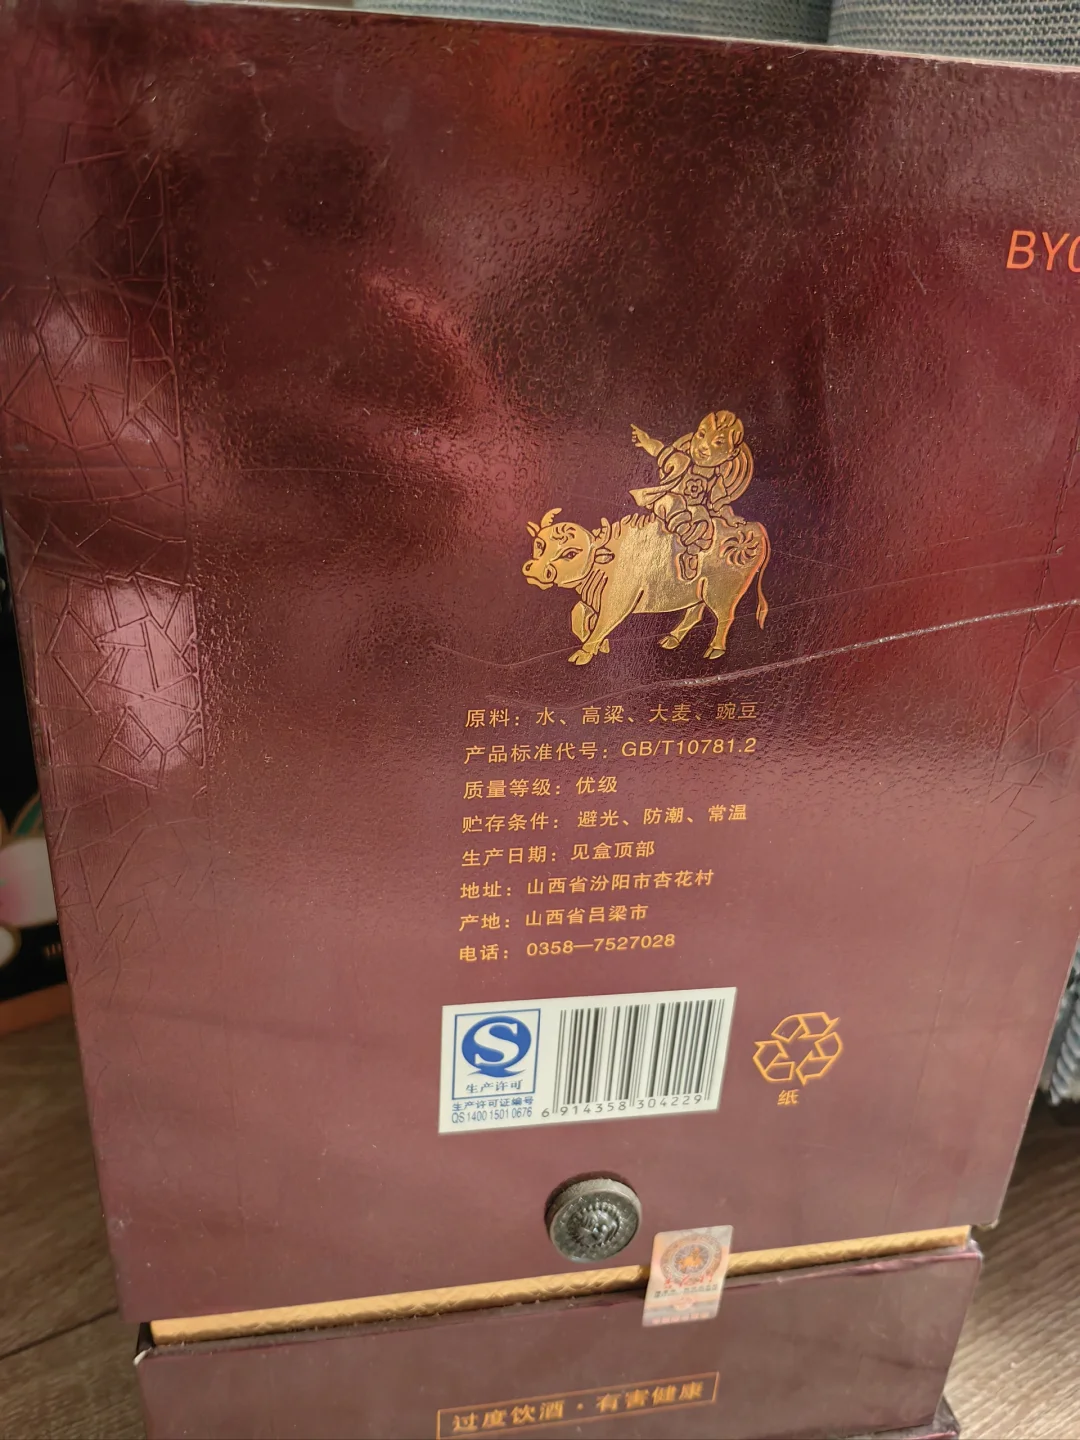 BYC
原料：水、高粱、大麦、豌豆
产品标准代号：GB/T10781.2
质量等级：优级
贮存条件：避光、防潮、常温
生产日期：见盒顶部
地址：山西省汾阳市杏花村
产地：山西省吕梁市
电话：0358—7527028
生产许可
生产许可证编号
QS 1400 1501 0676
6 914358 304229
纸
过度饮酒·有害健康